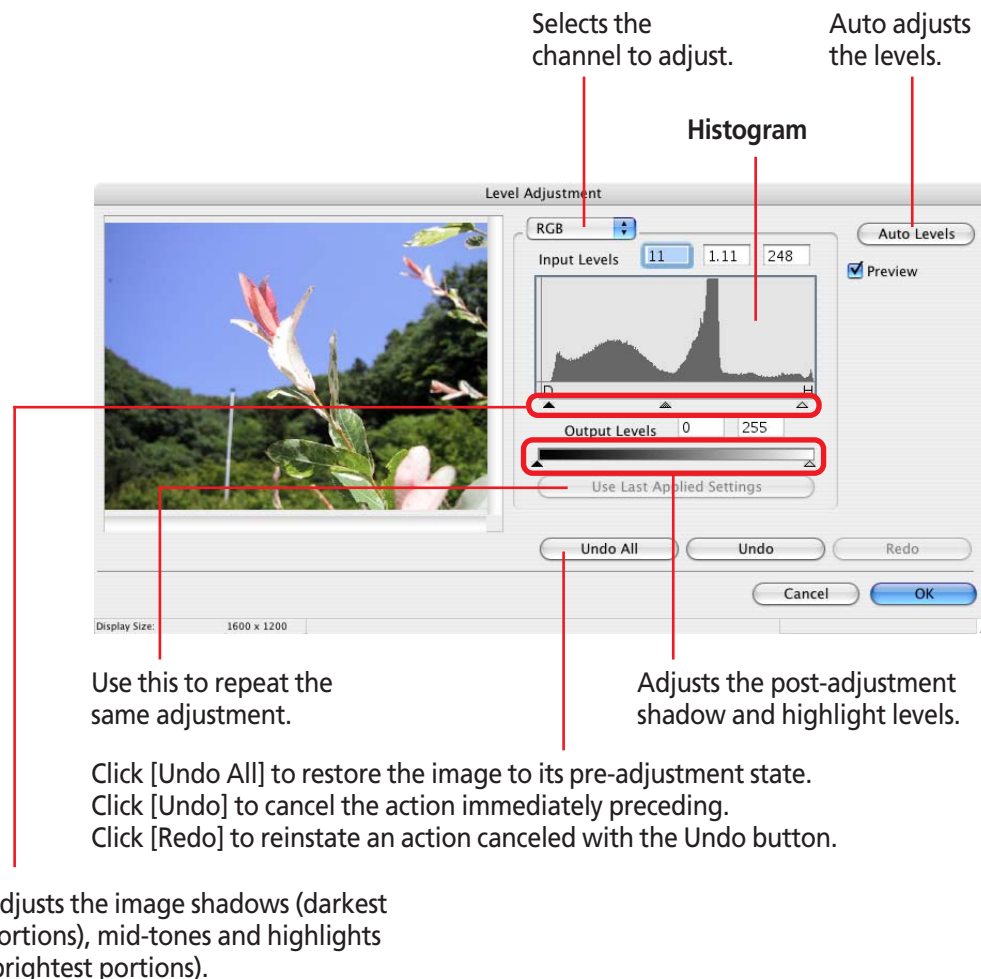 Selects the
channel to adjust.
Auto adjusts
the levels.
Histogram
Level Adjustment
RGB
Auto Levels
Input Levels 11 1.11 248
Preview
D H
Output Levels 0 255
Use Last Applied Settings
Undo All Undo Redo
Cancel OK
Display Size: 1600 x 1200
Use this to repeat the
same adjustment.
Adjusts the post-adjustment
shadow and highlight levels.
Click [Undo All] to restore the image to its pre-adjustment state.
Click [Undo] to cancel the action immediately preceding.
Click [Redo] to reinstate an action canceled with the Undo button.
djusts the image shadows (darkest
ortions), mid-tones and highlights
brightest portions).